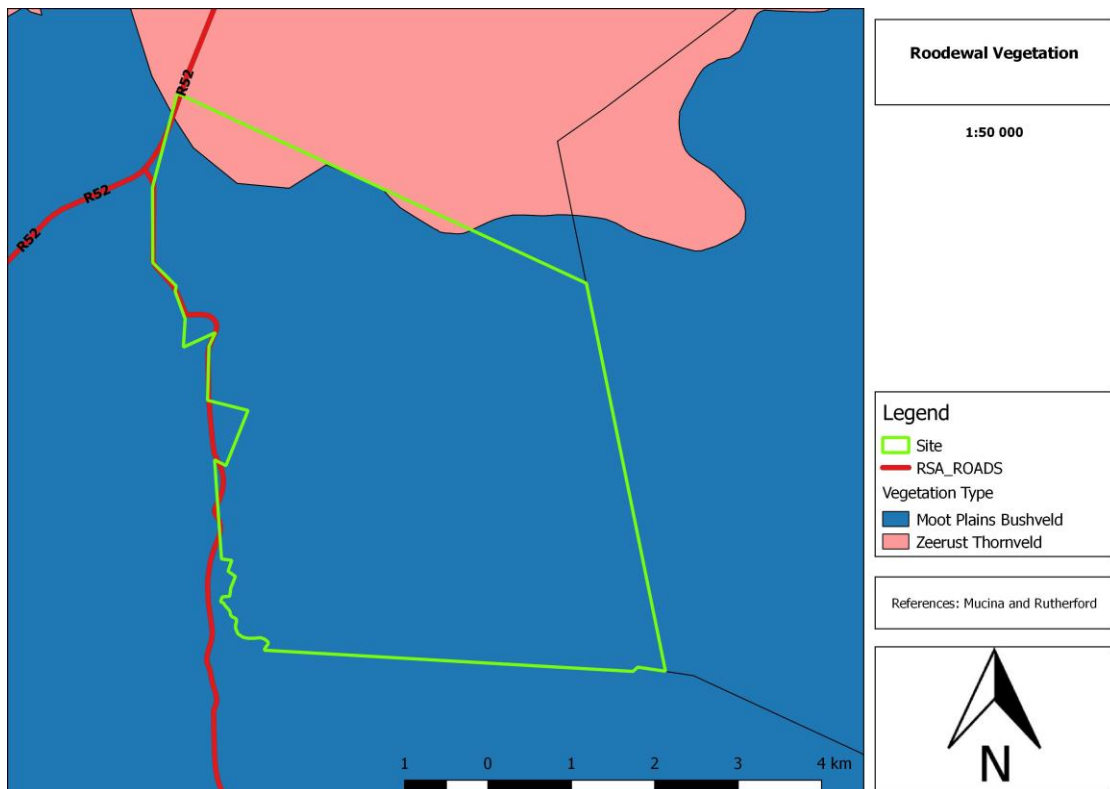 Roodewal Vegetation
1:50 000
R52
R52
R52
Legend
Site
RSA_ROADS
Vegetation Type
Moot Plains Bushveld
Zeerust Thornveld
References: Mucina and Rutherford
N
1 0 1 2 3 4 km